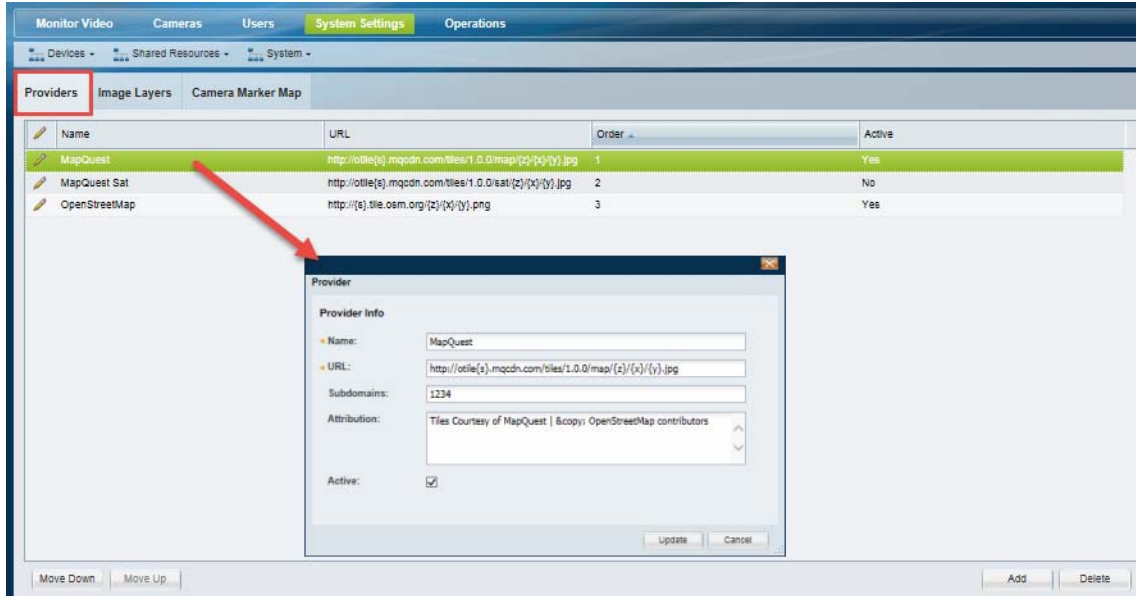 Monitor Video Cameras Users System Settings Operations
Devices Shared Resources System
Providers Image Layers Camera Marker Map
Name URL Order Active
MapQuest http://otile{s}.mqcdn.com/tiles/1.0.0/map/{z}/{x}/{y}.jpg 1 Yes
MapQuest Sat http://otile{s}.mqcdn.com/tiles/1.0.0/sat/{z}/{x}/{y}.jpg 2 No
OpenStreetMap http://{s}.tile.osm.org/{z}/{x}/{y}.png 3 Yes
Provider
Provider Info
Name: MapQuest
URL: http://otile{s}.mqcdn.com/tiles/1.0.0/map/{z}/{x}/{y}.jpg
Subdomains: 1234
Attribution: Tiles Courtesy of MapQuest | &copy; OpenStreetMap contributors
Active:
Update Cancel
Move Down Move Up Add Delete